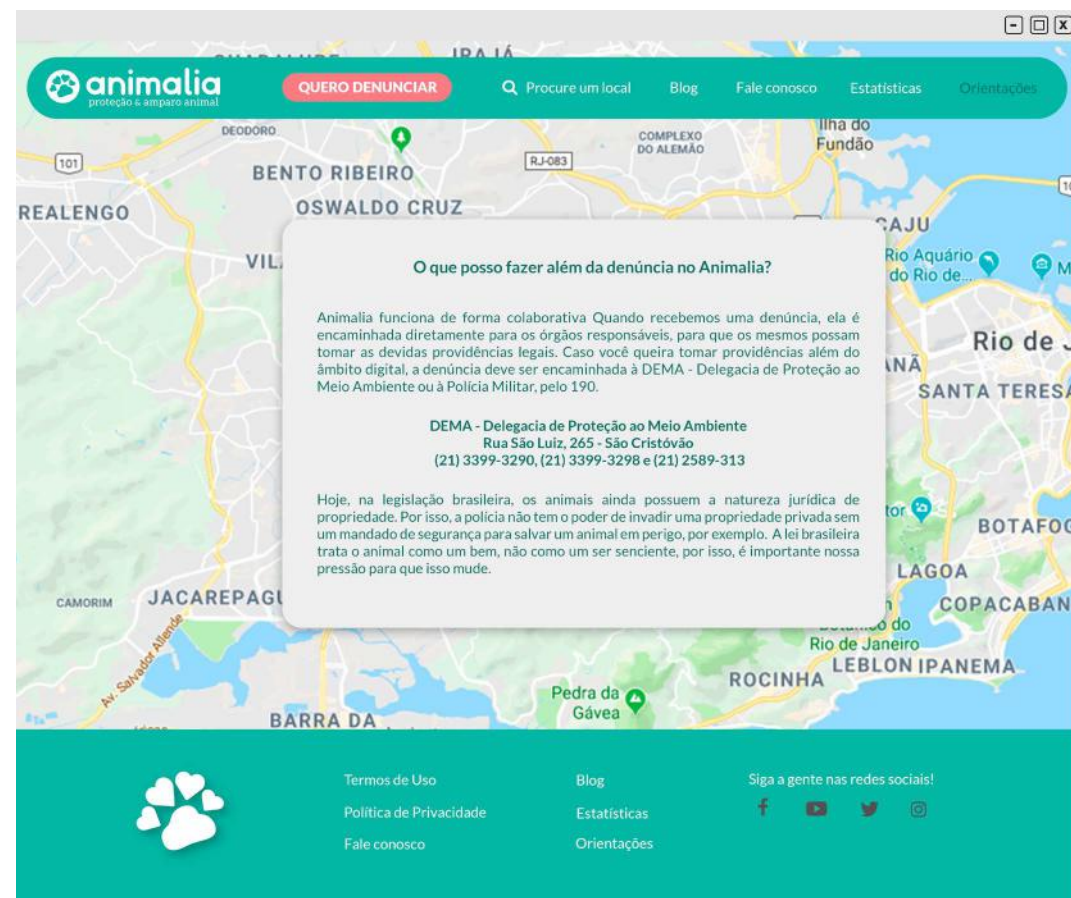 IRAJÁ
animalia
proteção & amparo animal
QUERO DENUNCIAR
Procure um local
Blog
Fale conosco
Estatísticas
Orientações
DEODORO
COMPLEXO
DO ALEMÃO
Ilha do
Fundão
101
RJ-083
BENTO RIBEIRO
REALENGO
OSWALDO CRUZ
CAJU
Rio Aquário
do Rio de...
O que posso fazer além da denúncia no Animalia?
Animalia funciona de forma colaborativa Quando recebemos uma denúncia, ela é
encaminhada diretamente para os órgãos responsáveis, para que os mesmos possam
tomar as devidas providências legais. Caso você queira tomar providências além do
âmbito digital, a denúncia deve ser encaminhada à DEMA - Delegacia de Proteção ao
Meio Ambiente ou à Polícia Militar, pelo 190.
DEMA - Delegacia de Proteção ao Meio Ambiente
Rua São Luiz, 265 - São Cristóvão
(21) 3399-3290, (21) 3399-3298 e (21) 2589-313
Hoje, na legislação brasileira, os animais ainda possuem a natureza jurídica de
propriedade. Por isso, a polícia não tem o poder de invadir uma propriedade privada sem
um mandado de segurança para salvar um animal em perigo, por exemplo. A lei brasileira
trata o animal como um bem, não como um ser senciente, por isso, é importante nossa
pressão para que isso mude.
Rio de J
SANTA TERESA
BOTAFOG
LAGOA
COPACABAN
CAMORIM
JACAREPAGU
Av. Salvador Allende
Rio de Janeiro
LEBLON IPANEMA
ROCINHA
Pedra da
Gávea
BARRA DA
Termos de Uso
Política de Privacidade
Fale conosco
Blog
Estatísticas
Orientações
Siga a gente nas redes sociais!